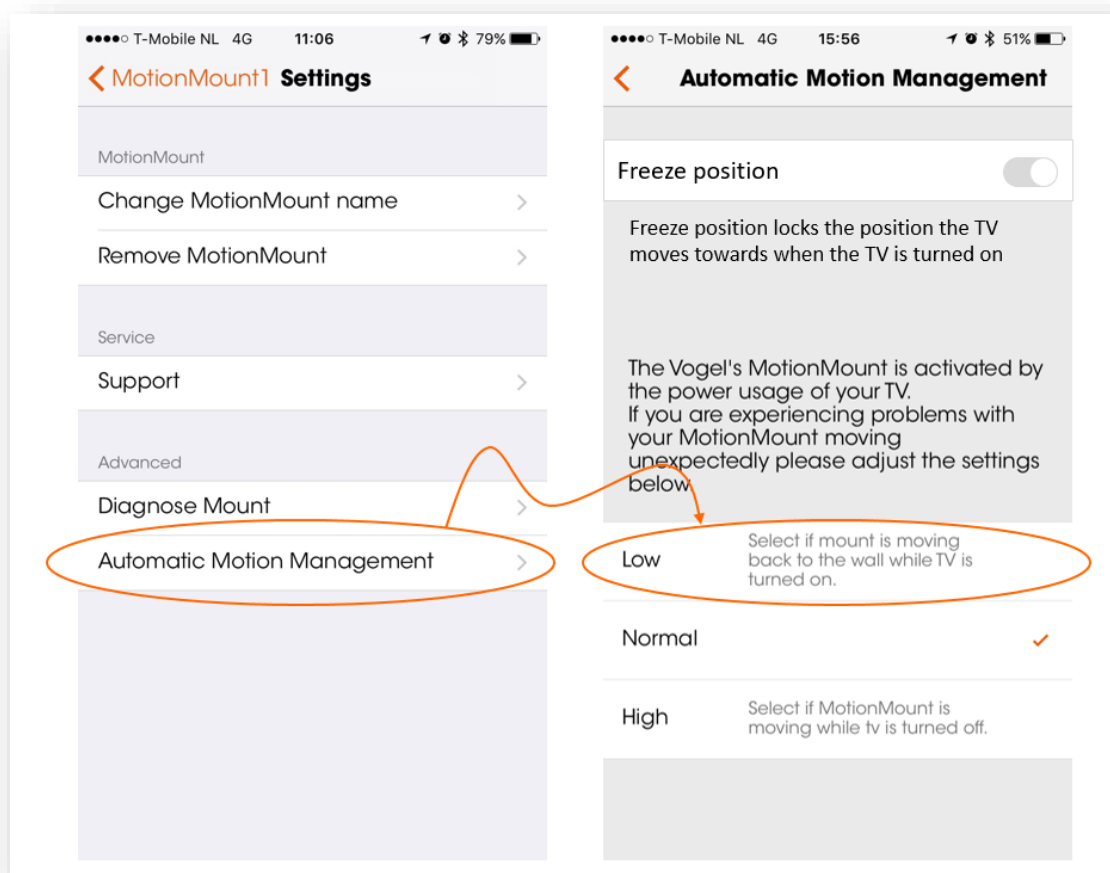 T-Mobile NL 4G 11:06 79%
MotionMount1 Settings
MotionMount
Change MotionMount name
Remove MotionMount
Service
Support
Advanced
Diagnose Mount
Automatic Motion Management
T-Mobile NL 4G 15:56 51%
Automatic Motion Management
Freeze position
Freeze position locks the position the TV
moves towards when the TV is turned on
The Vogel's MotionMount is activated by
the power usage of your TV.
If you are experiencing problems with
your MotionMount moving
unexpectedly please adjust the settings
below
Low
Select if mount is moving
back to the wall while TV is
turned on.
Normal
High
Select if MotionMount is
moving while tv is turned off.